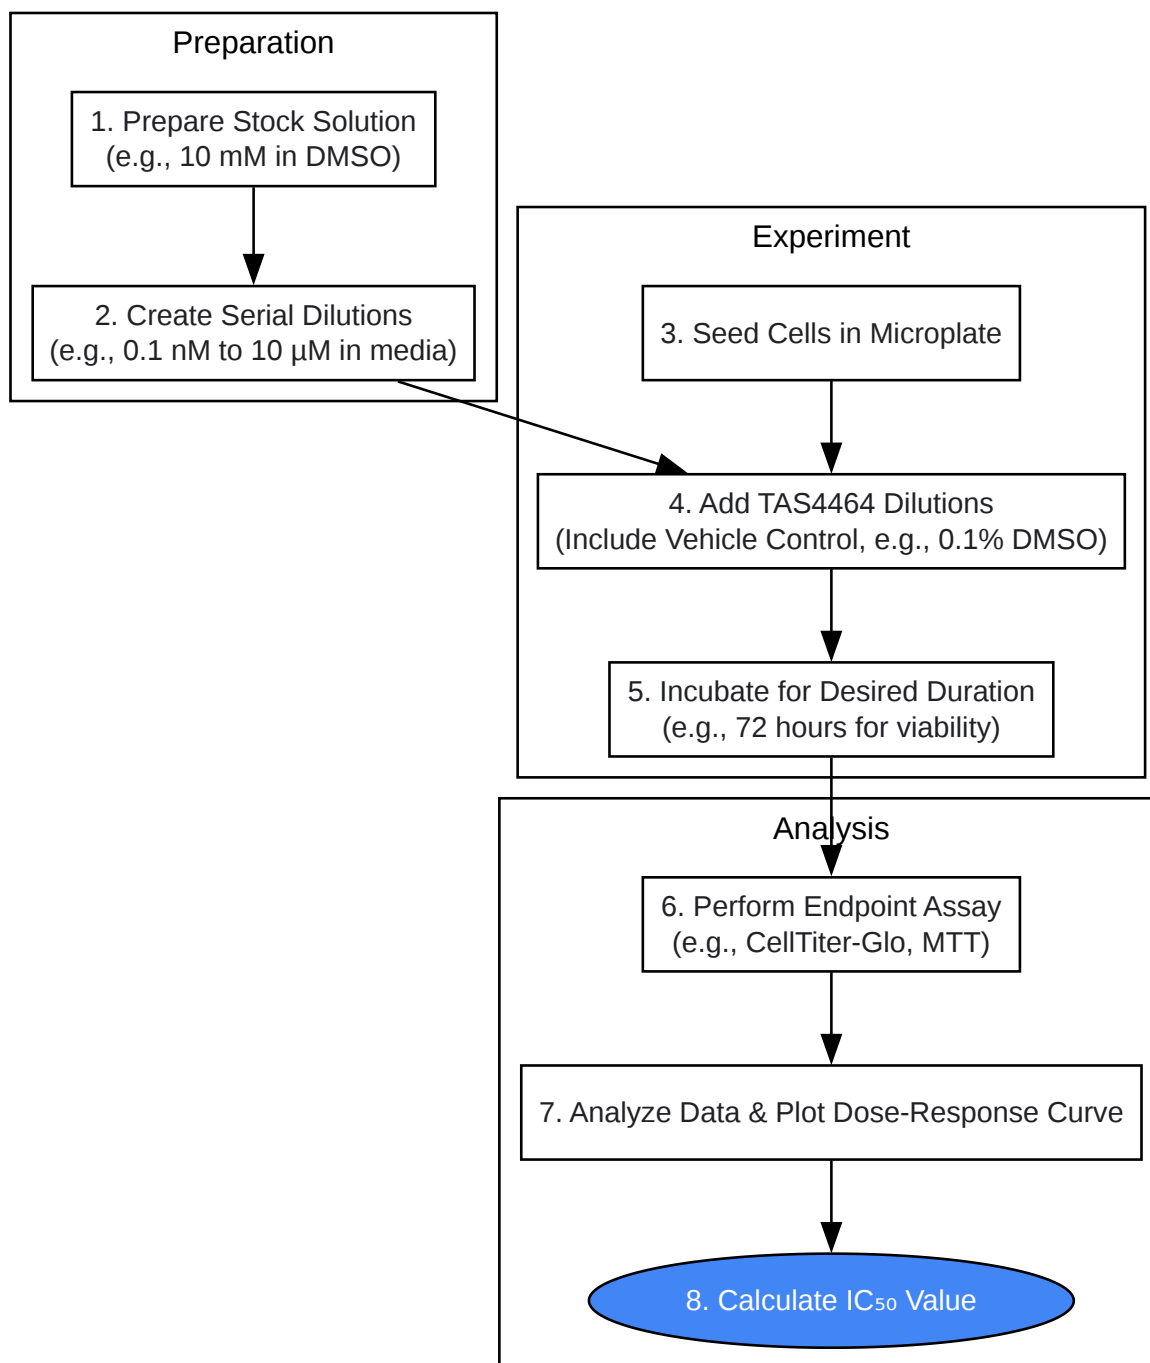 Preparation
1. Prepare Stock Solution
(e.g., 10 mM in DMSO)
2. Create Serial Dilutions
(e.g., 0.1 nM to 10 µM in media)
Experiment
3. Seed Cells in Microplate
4. Add TAS4464 Dilutions
(Include Vehicle Control, e.g., 0.1% DMSO)
5. Incubate for Desired Duration
(e.g., 72 hours for viability)
Analysis
6. Perform Endpoint Assay
(e.g., CellTiter-Glo, MTT)
7. Analyze Data & Plot Dose-Response Curve
8. Calculate IC₅₀ Value